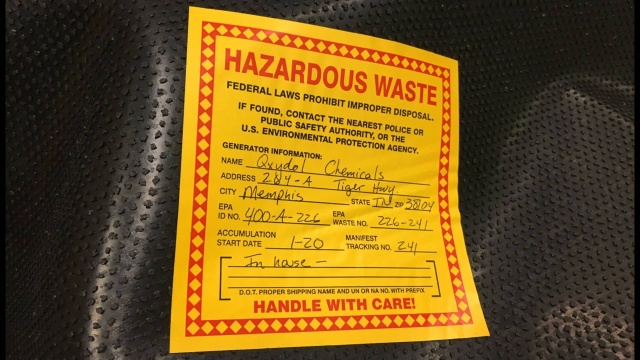 HAZARDOUS WASTE
FEDERAL LAWS PROHIBIT IMPROPER DISPOSAL.
IF FOUND, CONTACT THE NEAREST POLICE OR
PUBLIC SAFETY AUTHORITY, OR THE
U.S. ENVIRONMENTAL PROTECTION AGENCY.
GENERATOR INFORMATION:
NAME Oxydol Chemicals
ADDRESS 284-A Tiger Hwy
CITY Memphis STATE TN ZIP 38104
EPA ID NO. 400-A-226 EPA WASTE NO. 226-241
ACCUMULATION START DATE 1-20 MANIFEST TRACKING NO. 241
In house -
D.O.T. PROPER SHIPPING NAME AND UN OR NA NO. WITH PREFIX
HANDLE WITH CARE!